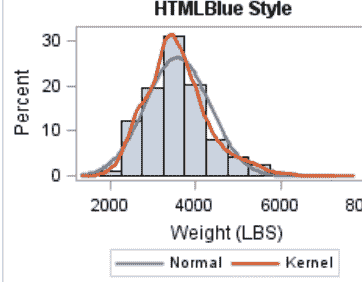 HTMLBlue Style
30
20
10
0
Percent
2000 4000 6000 80
Weight (LBS)
Normal Kernel